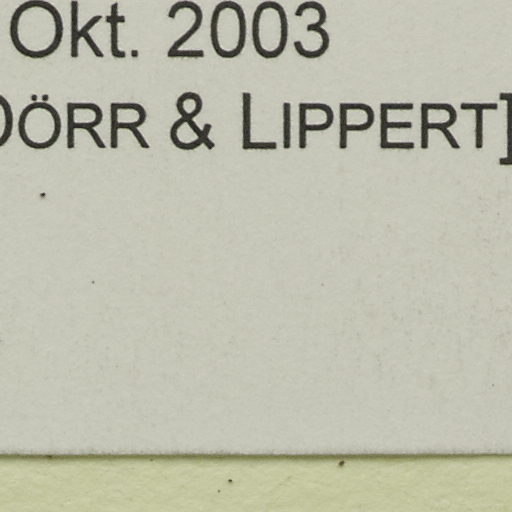 Okt. 2003
DÖRR & LIPPERT]